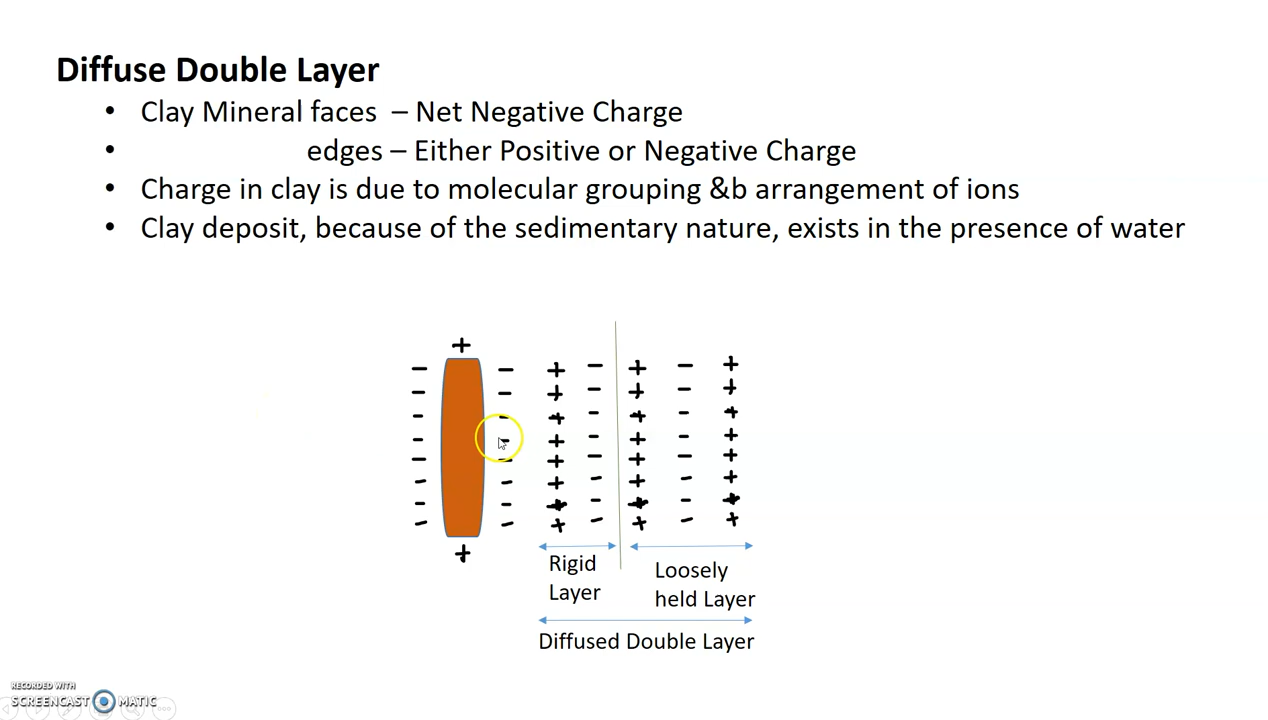 Diffuse Double Layer
• Clay Mineral faces – Net Negative Charge
• edges – Either Positive or Negative Charge
• Charge in clay is due to molecular grouping &b arrangement of ions
• Clay deposit, because of the sedimentary nature, exists in the presence of water
+
− − + − + − +
− − + − + − +
− − + − + − +
− − + − + − +
− − + − + − +
− − + − + − +
− − + − + − +
− − + − + − +
+
Rigid
Layer
Loosely
held Layer
Diffused Double Layer
RECORDED WITH
SCREENCAST MATIC